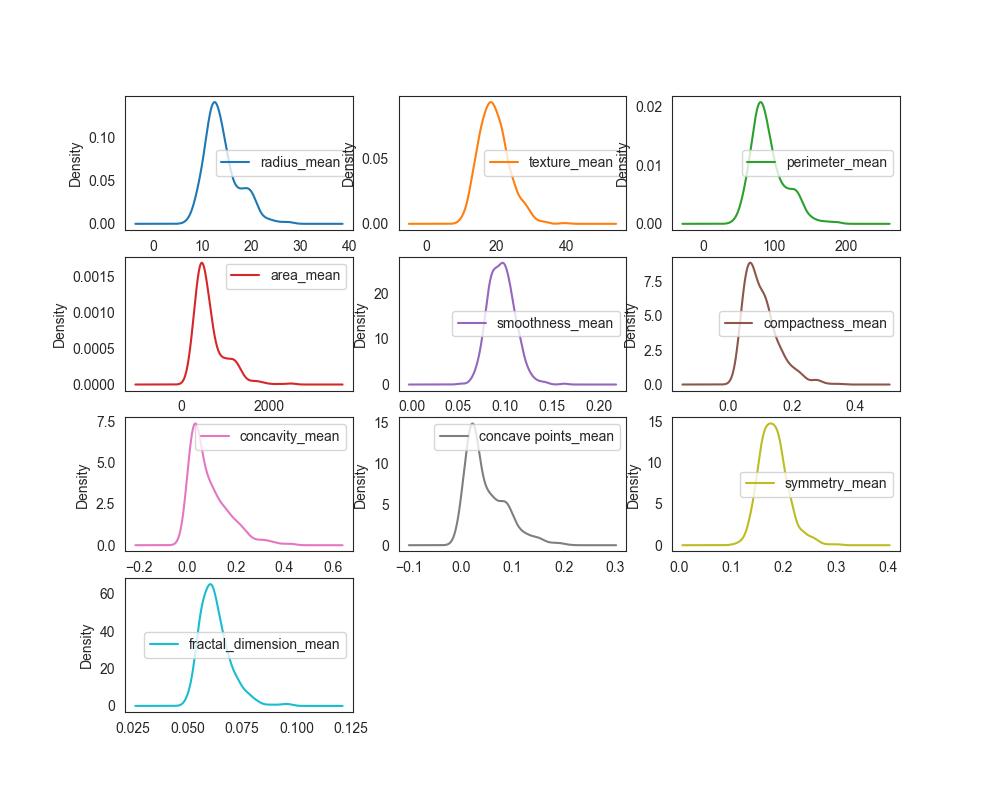 0.10
0.05
0.00
Density
radius_mean
0 10 20 30 40
0.05
0.00
Density
texture_mean
0 20 40
0.02
0.01
0.00
Density
perimeter_mean
0 100 200
0.0015
0.0010
0.0005
0.0000
Density
area_mean
0 2000
20
10
0
Density
smoothness_mean
0.00 0.05 0.10 0.15 0.20
7.5
5.0
2.5
0.0
Density
compactness_mean
0.0 0.2 0.4
7.5
5.0
2.5
0.0
Density
concavity_mean
−0.2 0.0 0.2 0.4 0.6
15
10
5
0
Density
concave points_mean
−0.1 0.0 0.1 0.2 0.3
15
10
5
0
Density
symmetry_mean
0.0 0.1 0.2 0.3 0.4
60
40
20
0
Density
fractal_dimension_mean
0.025 0.050 0.075 0.100 0.125